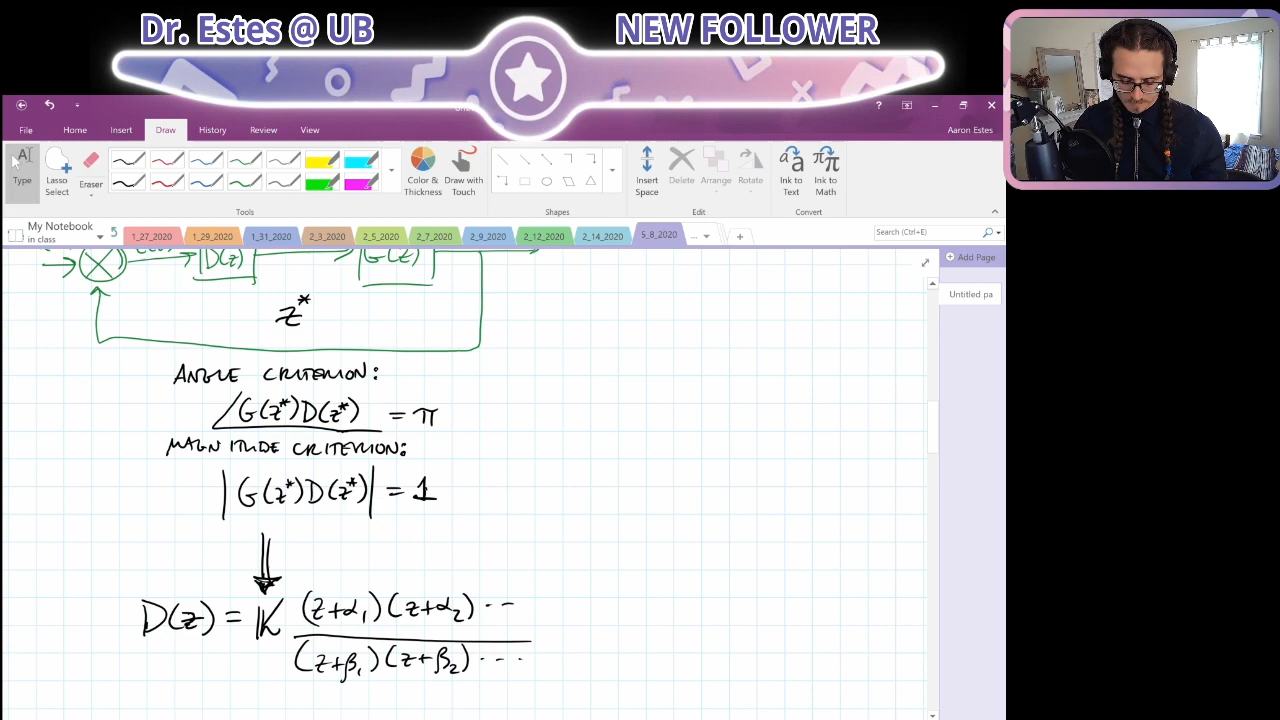 Dr. Estes @ UB NEW FOLLOWER
File Home Insert Draw History Review View Aaron Estes
Type Lasso Select Eraser Color & Thickness Draw with Touch Insert Space Delete Arrange Rotate Ink to Text Ink to Math
Tools Shapes Edit Convert
My Notebook in class 1_27_2020 1_29_2020 1_31_2020 2_3_2020 2_5_2020 2_7_2020 2_9_2020 2_12_2020 2_14_2020 5_8_2020 ... Search (Ctrl+E)
Add Page
Untitled pa
D(z) G(z)
z*
ANGLE CRITERION:
∠G(z*)D(z*) = π
MAGNITUDE CRITERION:
|G(z*)D(z*)| = 1
D(z) = K (z+α₁)(z+α₂)··· / (z+β₁)(z+β₂)····